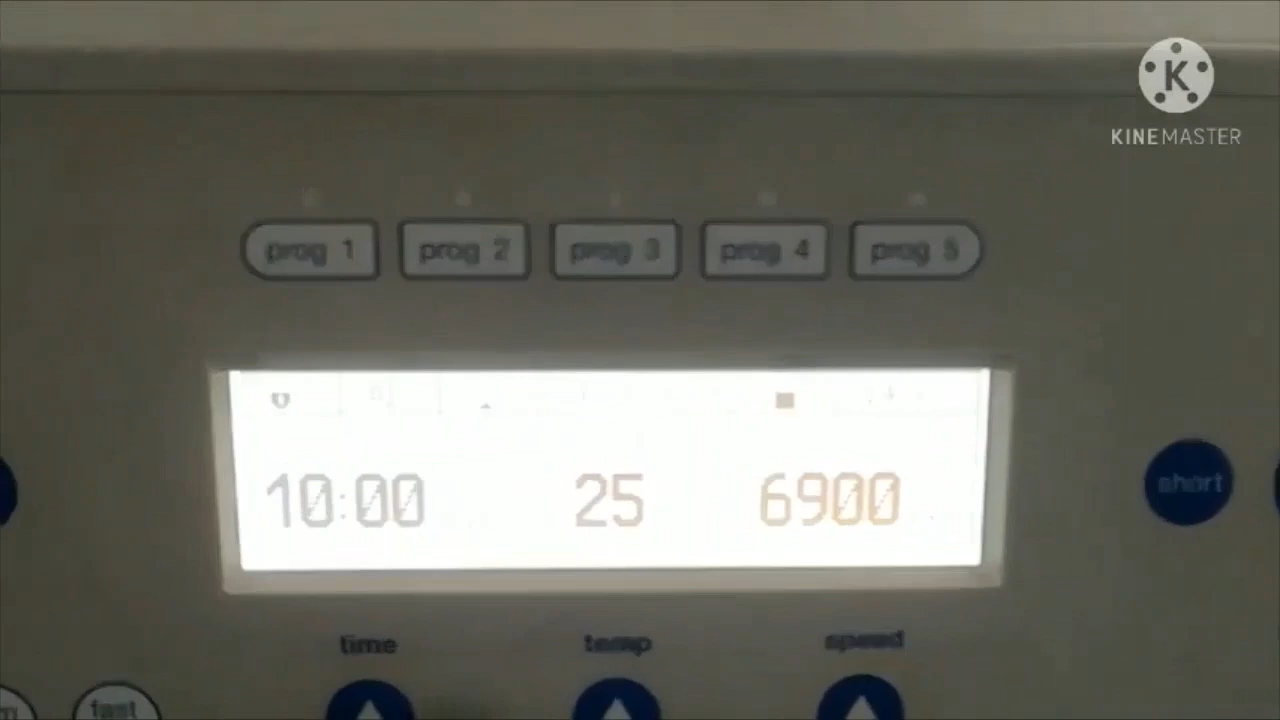 K
KINEMASTER
prog 1 prog 2 prog 3 prog 4 prog 5
10:00 25 6900
short
time temp speed
fast